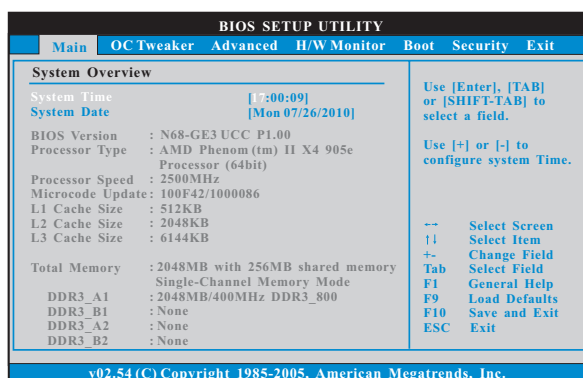 BIOS SETUP UTILITY
Main OC Tweaker Advanced H/W Monitor Boot Security Exit
System Overview
System Time [17:00:09]
System Date [Mon 07/26/2010]
BIOS Version : N68-GE3 UCC P1.00
Processor Type : AMD Phenom (tm) II X4 905e
Processor (64bit)
Processor Speed : 2500MHz
Microcode Update : 100F42/1000086
L1 Cache Size : 512KB
L2 Cache Size : 2048KB
L3 Cache Size : 6144KB
Total Memory : 2048MB with 256MB shared memory
Single-Channel Memory Mode
DDR3_A1 : 2048MB/400MHz DDR3_800
DDR3_B1 : None
DDR3_A2 : None
DDR3_B2 : None
Use [Enter], [TAB]
or [SHIFT-TAB] to
select a field.
Use [+] or [-] to
configure system Time.
←→ Select Screen
↑↓ Select Item
+- Change Field
Tab Select Field
F1 General Help
F9 Load Defaults
F10 Save and Exit
ESC Exit
v02.54 (C) Copyright 1985-2005, American Megatrends, Inc.